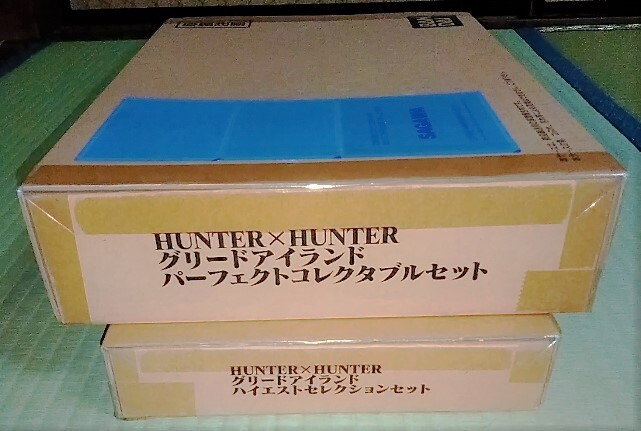 SAGAWA
HUNTER×HUNTER
グリードアイランド
パーフェクトコレクタブルセット
HUNTER×HUNTER
グリードアイランド
ハイエストセレクションセット